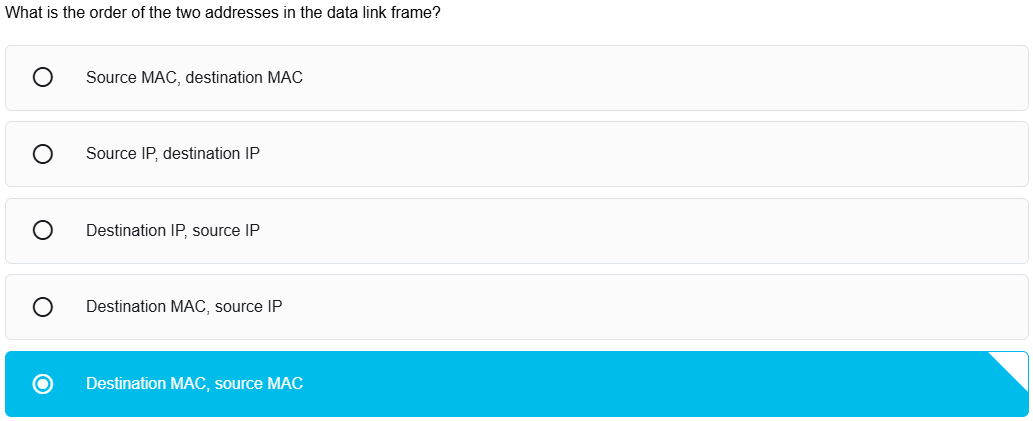 What is the order of the two addresses in the data link frame?
Source MAC, destination MAC
Source IP, destination IP
Destination IP, source IP
Destination MAC, source IP
Destination MAC, source MAC